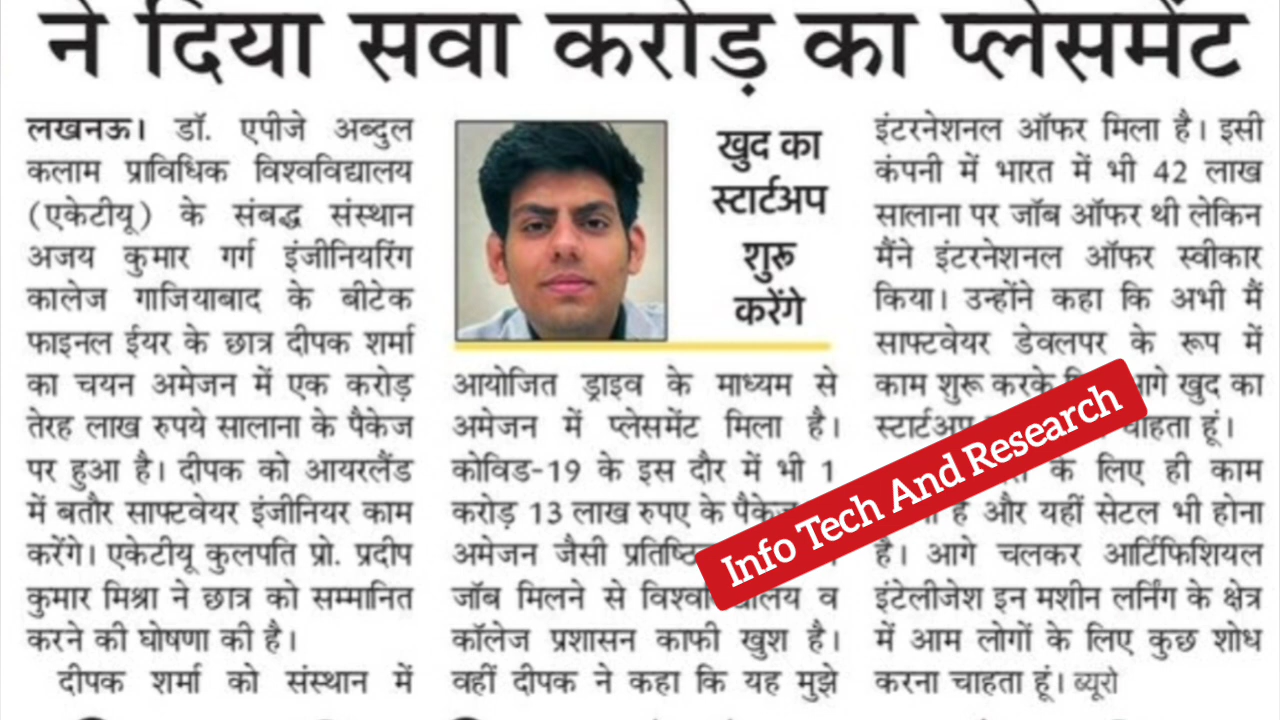 ने दिया सवा करोड़ का प्लेसमेंट
लखनऊ। डॉ. एपीजे अब्दुल
कलाम प्राविधिक विश्वविद्यालय
(एकेटीयू) के संबद्ध संस्थान
अजय कुमार गर्ग इंजीनियरिंग
कालेज गाजियाबाद के बीटेक
फाइनल ईयर के छात्र दीपक शर्मा
का चयन अमेजन में एक करोड़
तेरह लाख रुपये सालाना के पैकेज
पर हुआ है। दीपक को आयरलैंड
में बतौर साफ्टवेयर इंजीनियर काम
करेंगे। एकेटीयू कुलपति प्रो. प्रदीप
कुमार मिश्रा ने छात्र को सम्मानित
करने की घोषणा की है।
दीपक शर्मा को संस्थान में
खुद का
स्टार्टअप
शुरू
करेंगे
आयोजित ड्राइव के माध्यम से
अमेजन में प्लेसमेंट मिला है।
कोविड-19 के इस दौर में भी 1
करोड़ 13 लाख रुपए के
अमेजन जैसी
जॉब मिलने से व
कॉलेज प्रशासन काफी खुश है।
वहीं दीपक ने कहा कि यह मुझे
इंटरनेशनल ऑफर मिला है। इसी
कंपनी में भारत में भी 42 लाख
सालाना पर जॉब ऑफर थी लेकिन
मैंने इंटरनेशनल ऑफर स्वीकार
किया। उन्होंने कहा कि अभी मैं
साफ्टवेयर डेवलपर के रूप में
काम शुरू करके खुद का
स्टार्टअप हूं।
के लिए ही काम
है और यहीं सेटल भी होना
है। आगे चलकर आर्टिफिशियल
इंटेलीजेश इन मशीन लर्निंग के क्षेत्र
में आम लोगों के लिए कुछ शोध
करना चाहता हूं। ब्यूरो
Info Tech And Research